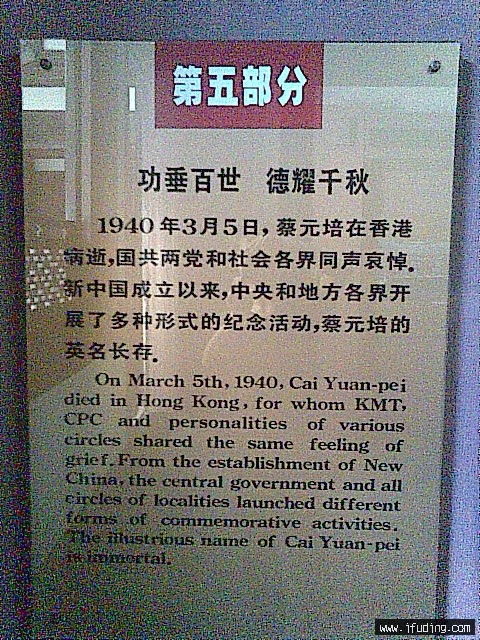 第五部分
功垂百世 德耀千秋
1940年3月5日,蔡元培在香港
病逝,国共两党和社会各界同声哀悼.
新中国成立以来,中央和地方各界开
展了多种形式的纪念活动,蔡元培的
英名长存.
On March 5th, 1940, Cai Yuan-pei
died in Hong Kong, for whom KMT,
CPC and personalities of various
circles shared the same feeling of
grief. From the establishment of New
China, the central government and all
circles of localities launched different
forms of commemorative activities.
The illustrious name of Cai Yuan-pei
is immortal.
www.ifuding.com